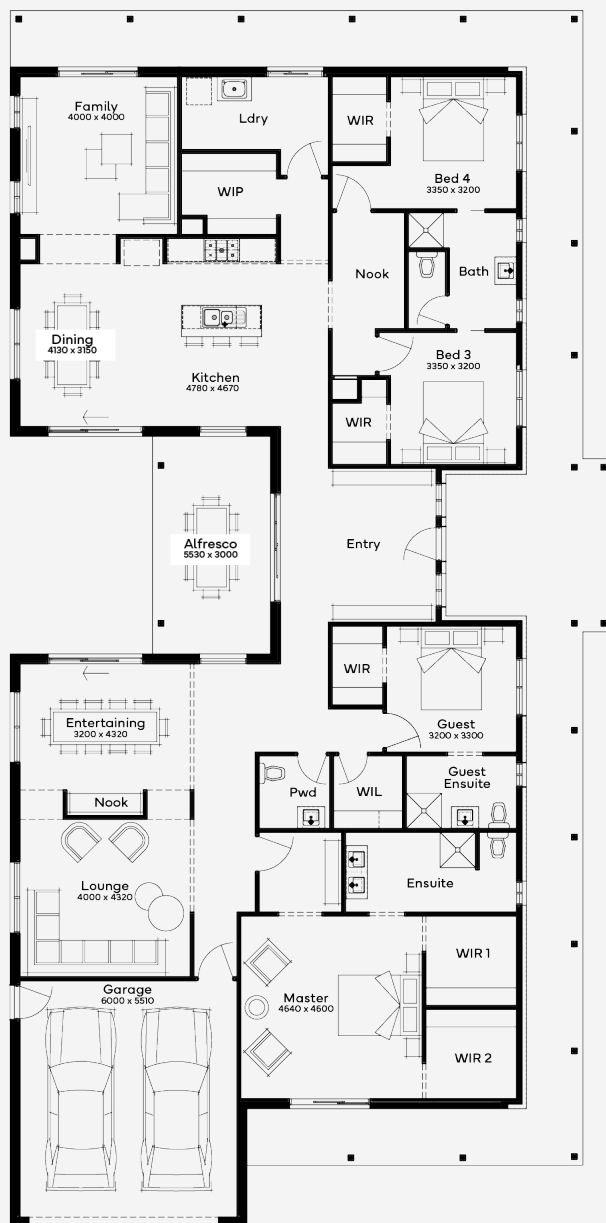 Family
4000 x 4000
Ldry
WIR
Bed 4
3350 x 3200
WIP
Nook
Bath
Dining
4130 x 3150
Kitchen
4780 x 4670
Bed 3
3350 x 3200
WIR
Alfresco
5530 x 3000
Entry
WIR
Guest
3200 x 3300
Entertaining
3200 x 4320
Nook
Pwd
WIL
Guest
Ensuite
Lounge
4000 x 4320
Ensuite
Garage
6000 x 5510
Master
4640 x 4600
WIR 1
WIR 2